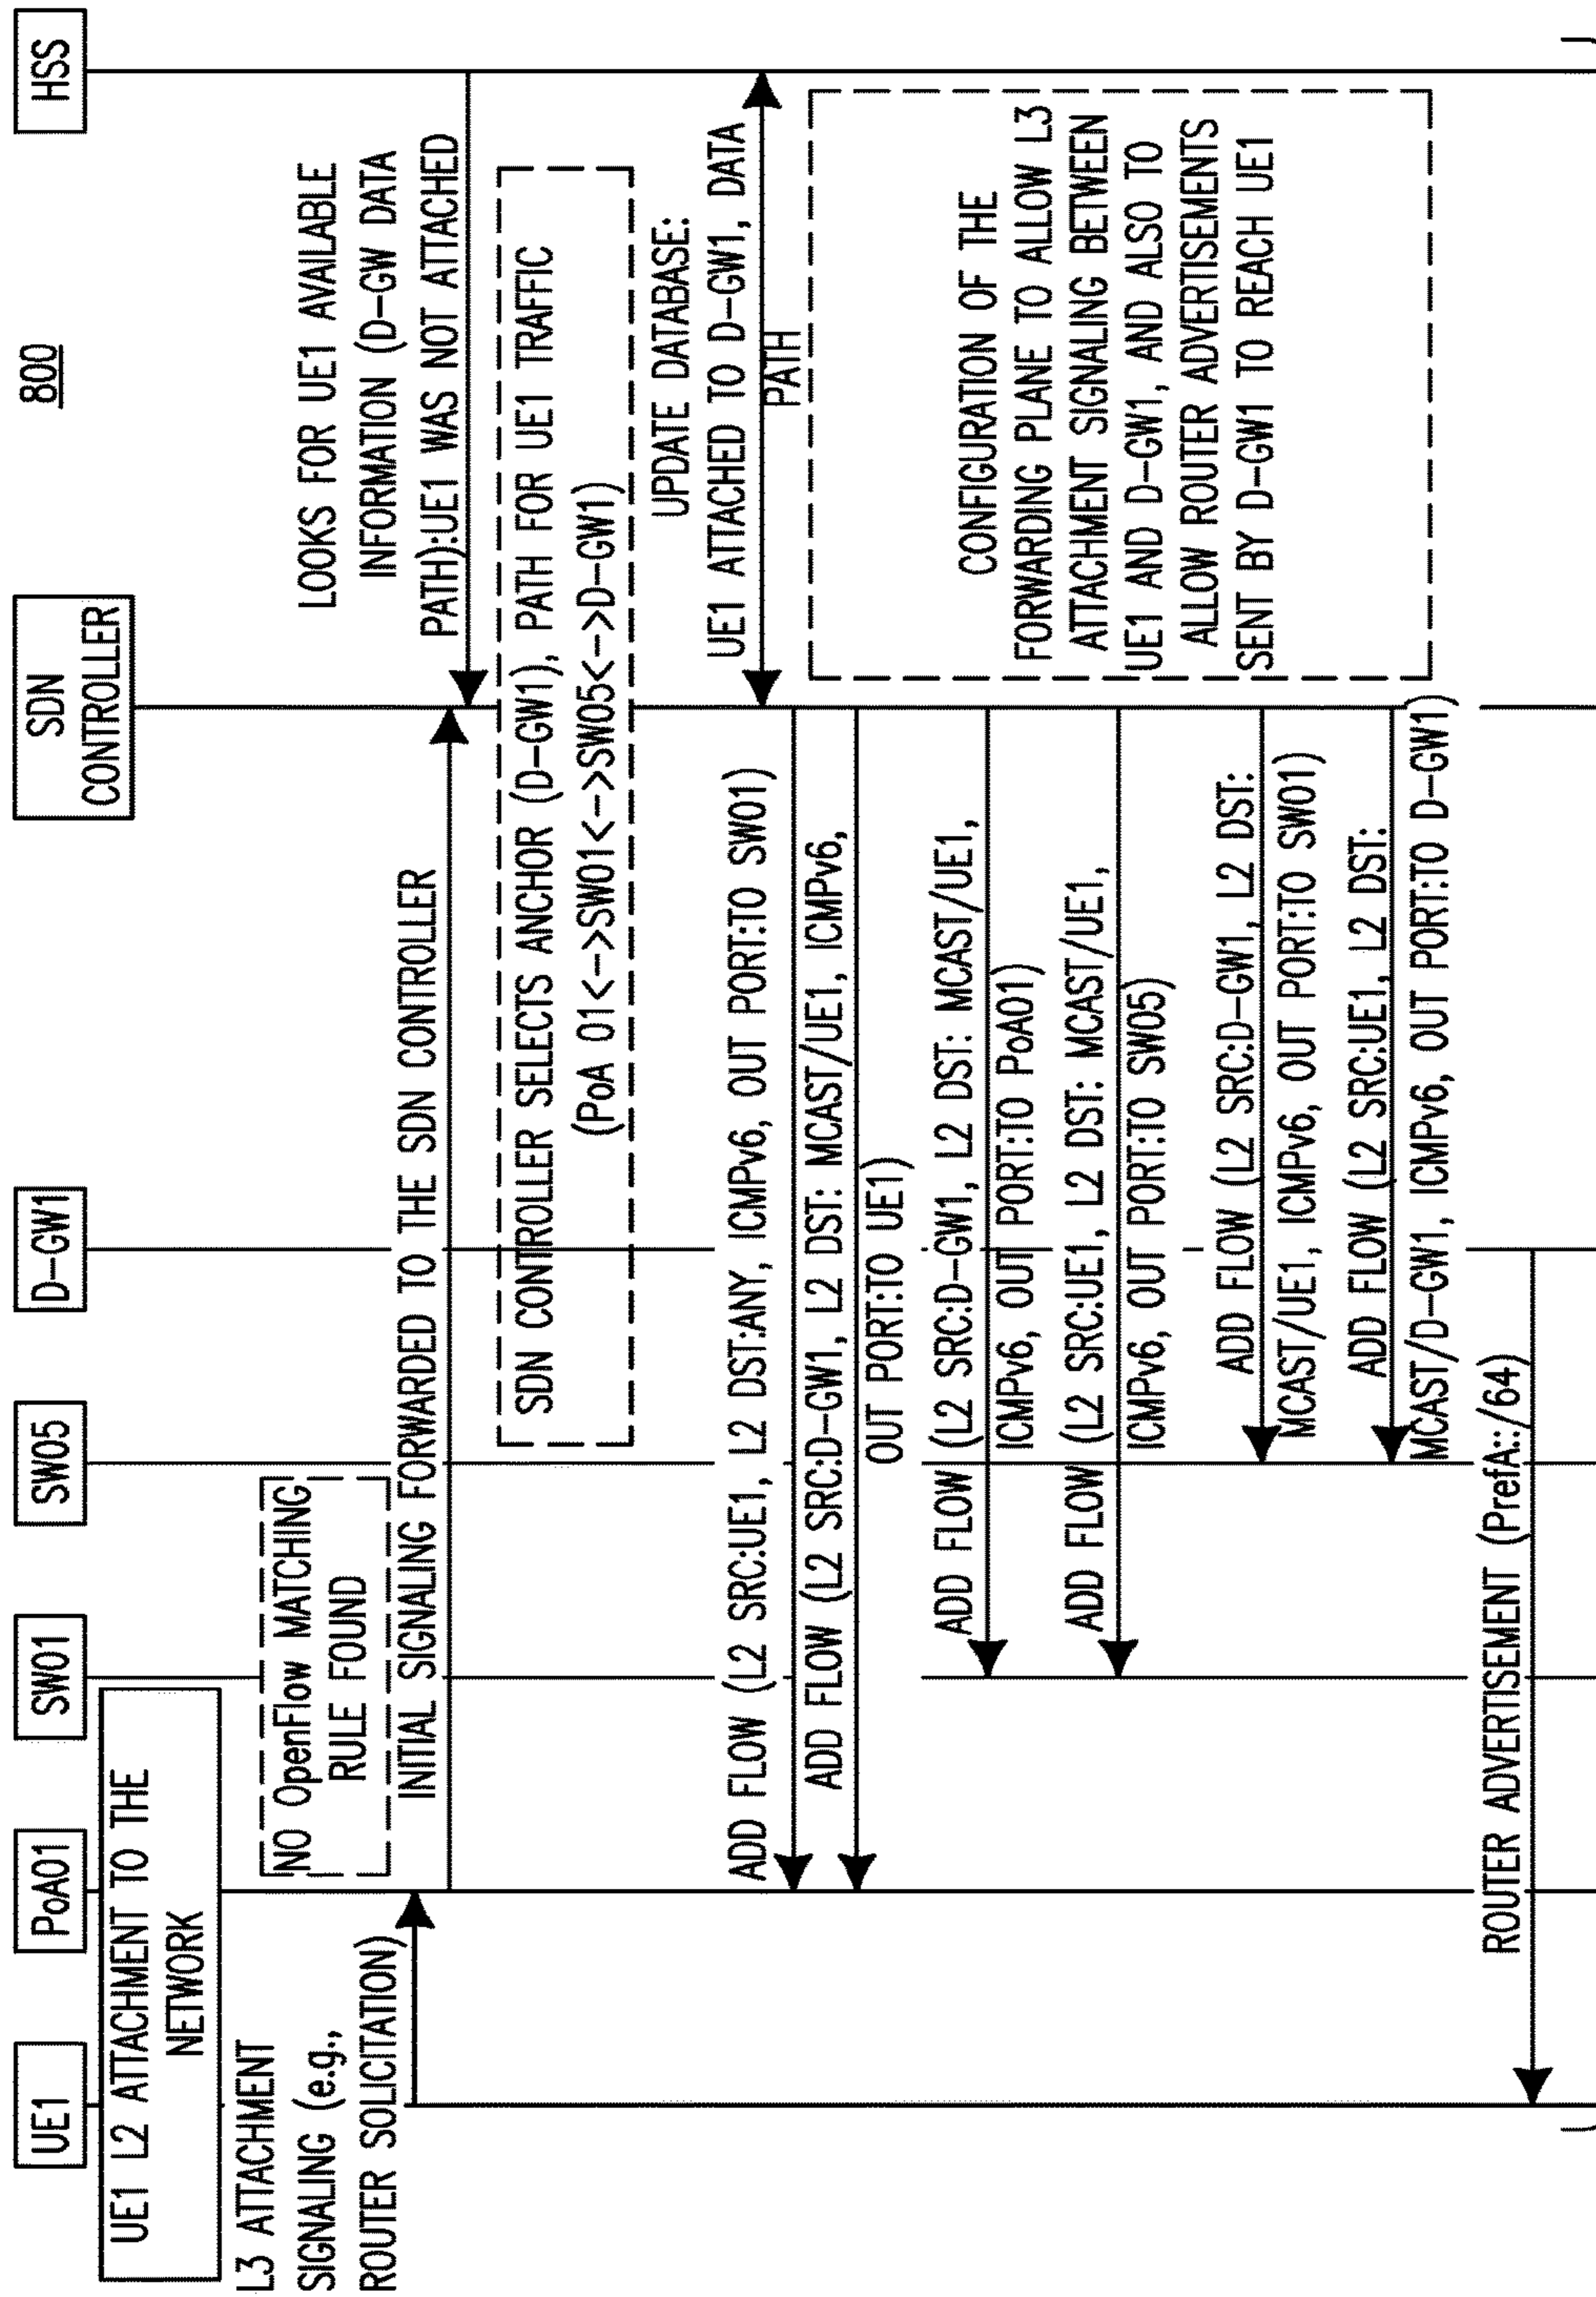 800
UE1
PoA01
SW01
SW05
D-GW1
SDN
CONTROLLER
HSS
UE1 L2 ATTACHMENT TO THE
NETWORK
L3 ATTACHMENT
SIGNALING (e.g.,
ROUTER SOLICITATION)
NO OpenFlow MATCHING
RULE FOUND
INITIAL SIGNALING FORWARDED TO THE SDN CONTROLLER
LOOKS FOR UE1 AVAILABLE
INFORMATION (D-GW DATA
PATH):UE1 WAS NOT ATTACHED
SDN CONTROLLER SELECTS ANCHOR (D-GW1), PATH FOR UE1 TRAFFIC
(PoA 01<->SW01<->SW05<->D-GW1)
UPDATE DATABASE:
UE1 ATTACHED TO D-GW1, DATA
PATH
ADD FLOW (L2 SRC:UE1, L2 DST:ANY, ICMPv6, OUT PORT:TO SW01)
ADD FLOW (L2 SRC:D-GW1, L2 DST: MCAST/UE1, ICMPv6,
OUT PORT:TO UE1)
CONFIGURATION OF THE
FORWARDING PLANE TO ALLOW L3
ATTACHMENT SIGNALING BETWEEN
UE1 AND D-GW1, AND ALSO TO
ALLOW ROUTER ADVERTISEMENTS
SENT BY D-GW1 TO REACH UE1
ADD FLOW (L2 SRC:D-GW1, L2 DST: MCAST/UE1,
ICMPv6, OUT PORT:TO PoA01)
ADD FLOW (L2 SRC:UE1, L2 DST: MCAST/UE1,
ICMPv6, OUT PORT:TO SW05)
ADD FLOW (L2 SRC:D-GW1, L2 DST:
MCAST/UE1, ICMPv6, OUT PORT:TO SW01)
ADD FLOW (L2 SRC:UE1, L2 DST:
MCAST/D-GW1, ICMPv6, OUT PORT:TO D-GW1)
ROUTER ADVERTISEMENT (PrefA::/64)